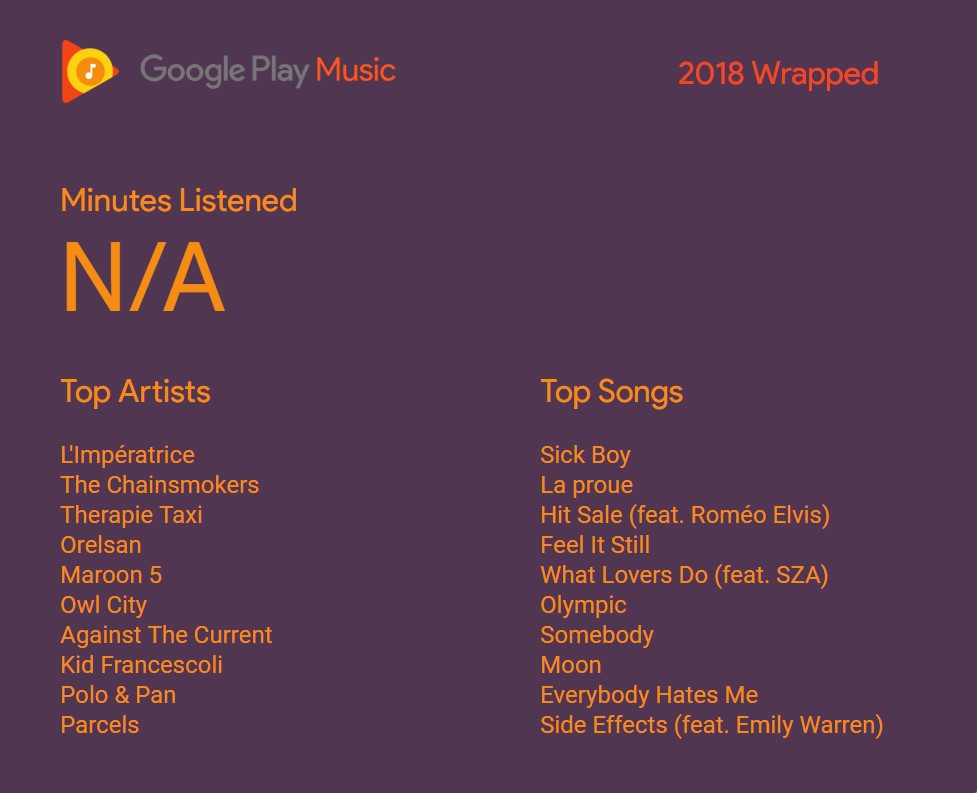 Google Play Music
2018 Wrapped
Minutes Listened
N/A
Top Artists
L'Impératrice
The Chainsmokers
Therapie Taxi
Orelsan
Maroon 5
Owl City
Against The Current
Kid Francescoli
Polo & Pan
Parcels
Top Songs
Sick Boy
La proue
Hit Sale (feat. Roméo Elvis)
Feel It Still
What Lovers Do (feat. SZA)
Olympic
Somebody
Moon
Everybody Hates Me
Side Effects (feat. Emily Warren)